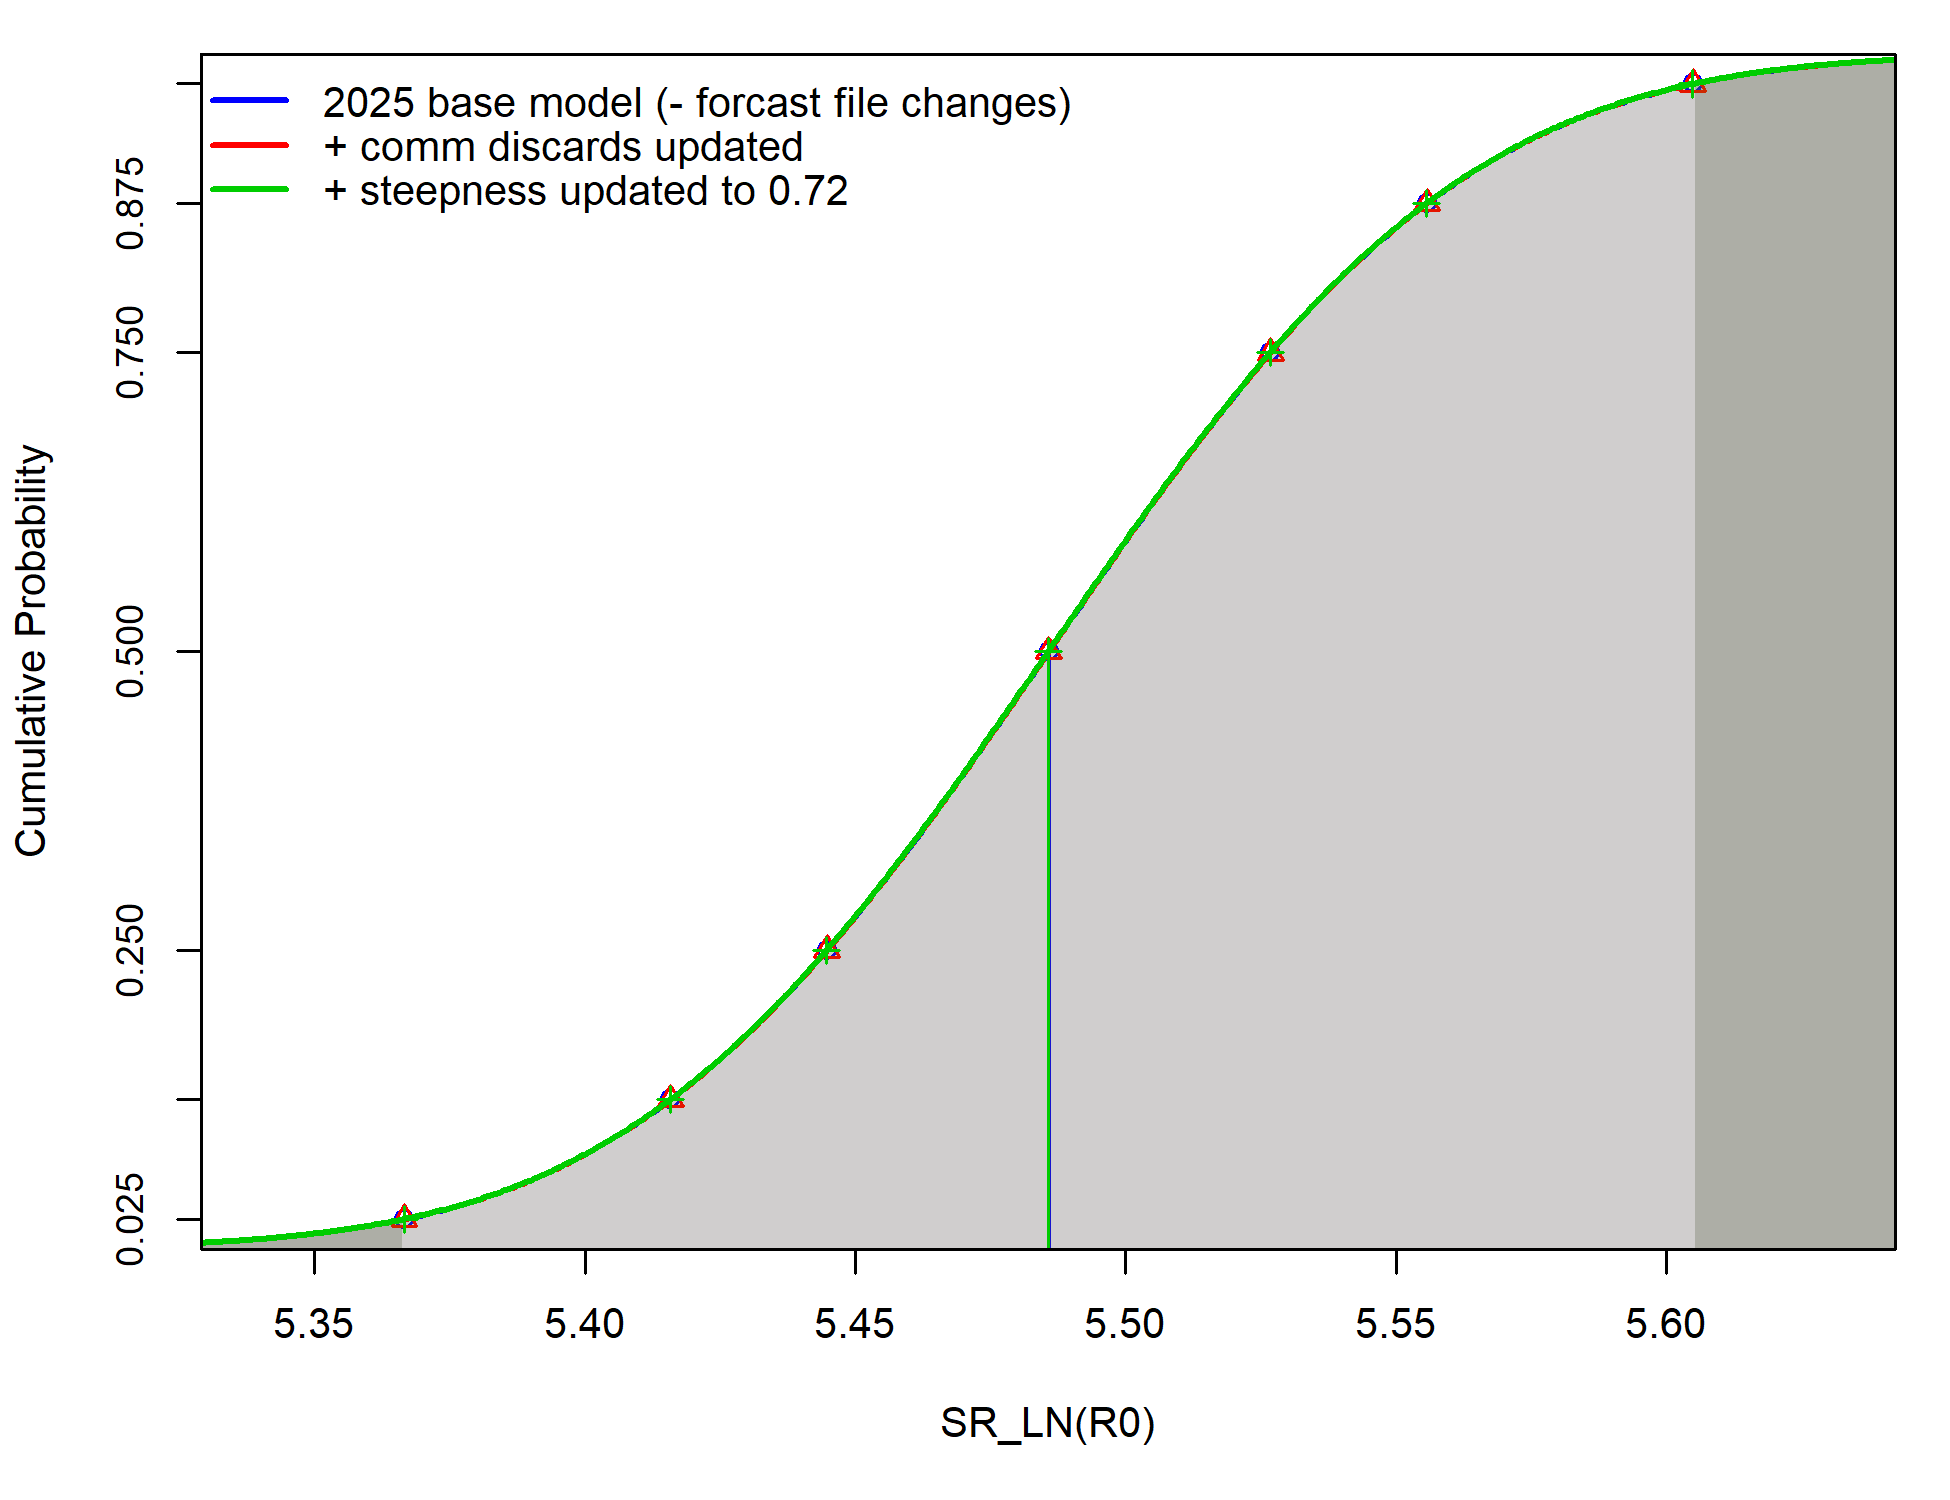 2025 base model (- forcast file changes)
+ comm discards updated
+ steepness updated to 0.72
Cumulative Probability
0.875
0.750
0.500
0.250
0.025
5.35 5.40 5.45 5.50 5.55 5.60
SR_LN(R0)